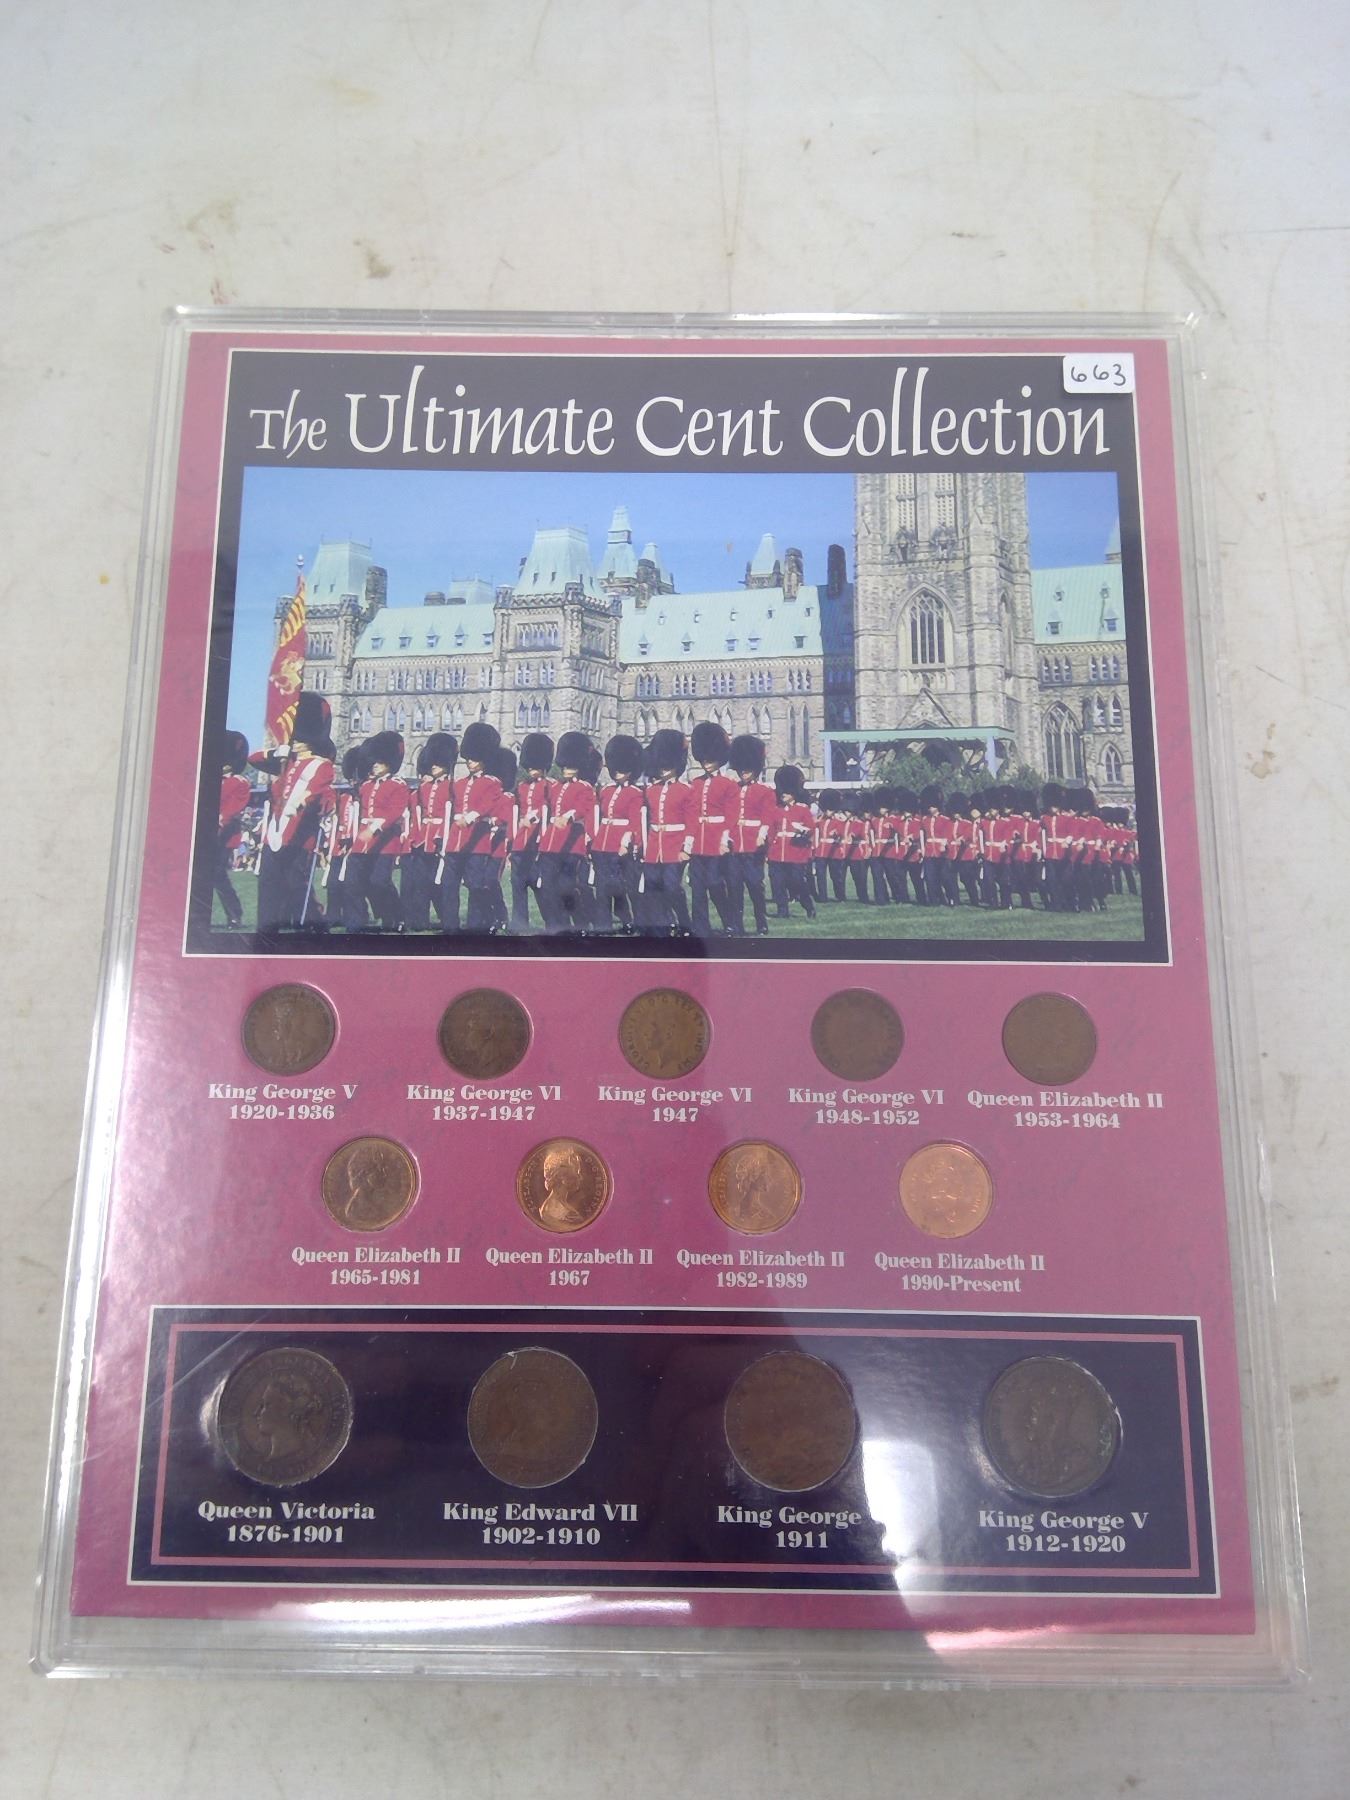 663
The Ultimate Cent Collection
King George V
1920-1936
King George VI
1937-1947
King George VI
1947
King George VI
1948-1952
Queen Elizabeth II
1953-1964
Queen Elizabeth II
1965-1981
Queen Elizabeth II
1967
Queen Elizabeth II
1982-1989
Queen Elizabeth II
1990-Present
Queen Victoria
1876-1901
King Edward VII
1902-1910
King George
1911
King George V
1912-1920